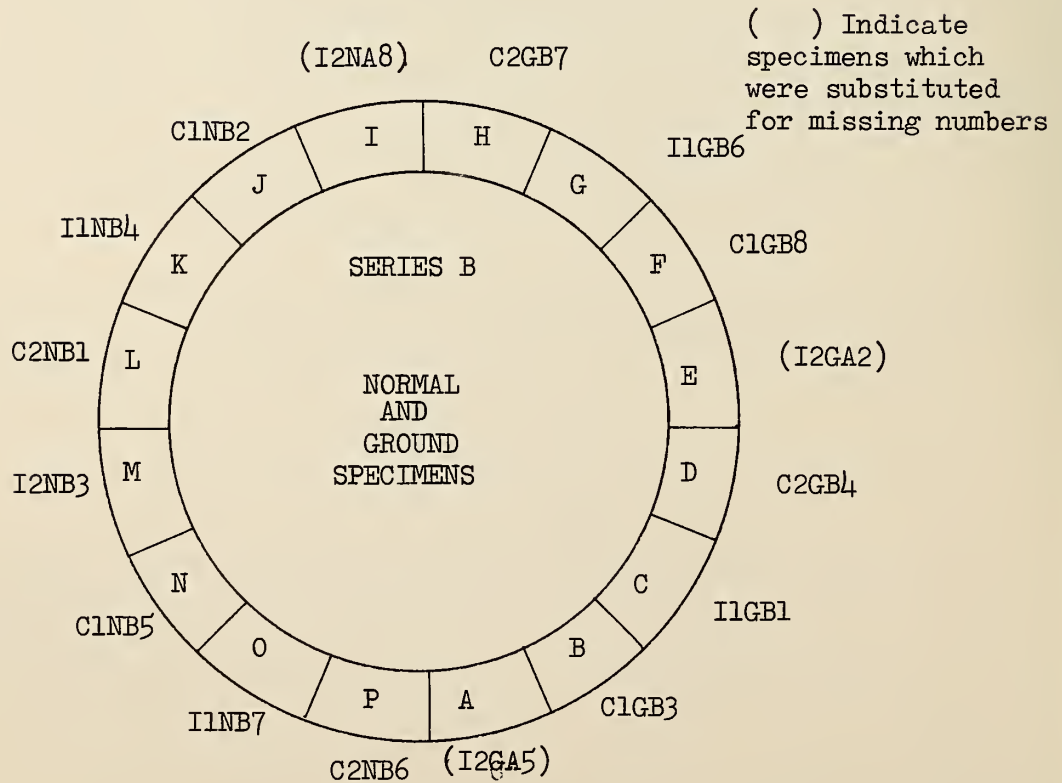 ( ) Indicate
specimens which
were substituted
for missing numbers
(I2NA8)
C2GB7
C1NB2
I1GB6
I1NB4
C1GB8
C2NB1
(I2GA2)
I2NB3
C2GB4
C1NB5
I1GB1
I1NB7
C1GB3
C2NB6
(I2GA5)
I
H
J
G
K
F
L
E
M
D
N
C
O
B
P
A
SERIES B
NORMAL
AND
GROUND
SPECIMENS